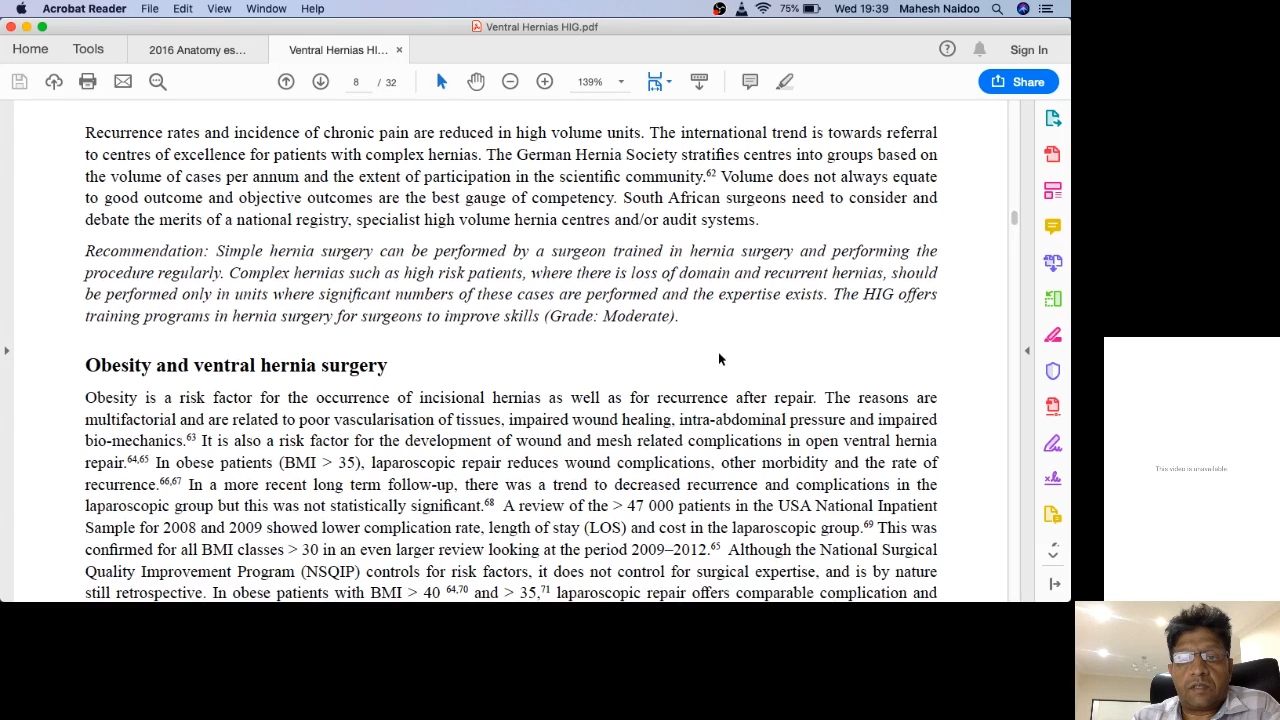 Acrobat Reader File Edit View Window Help 75% Wed 19:39 Mahesh Naidoo
Ventral Hernias HIG.pdf
Home Tools 2016 Anatomy es... Ventral Hernias HI... × Sign In
8 / 32 139% Share
Recurrence rates and incidence of chronic pain are reduced in high volume units. The international trend is towards referral
to centres of excellence for patients with complex hernias. The German Hernia Society stratifies centres into groups based on
the volume of cases per annum and the extent of participation in the scientific community.62 Volume does not always equate
to good outcome and objective outcomes are the best gauge of competency. South African surgeons need to consider and
debate the merits of a national registry, specialist high volume hernia centres and/or audit systems.
Recommendation: Simple hernia surgery can be performed by a surgeon trained in hernia surgery and performing the
procedure regularly. Complex hernias such as high risk patients, where there is loss of domain and recurrent hernias, should
be performed only in units where significant numbers of these cases are performed and the expertise exists. The HIG offers
training programs in hernia surgery for surgeons to improve skills (Grade: Moderate).
Obesity and ventral hernia surgery
Obesity is a risk factor for the occurrence of incisional hernias as well as for recurrence after repair. The reasons are
multifactorial and are related to poor vascularisation of tissues, impaired wound healing, intra-abdominal pressure and impaired
bio-mechanics.63 It is also a risk factor for the development of wound and mesh related complications in open ventral hernia
repair.64,65 In obese patients (BMI > 35), laparoscopic repair reduces wound complications, other morbidity and the rate of
recurrence.66,67 In a more recent long-term follow-up, there was a trend to decreased recurrence and complications in the
laparoscopic group but this was not statistically significant.68 A review of the > 47 000 patients in the USA National Inpatient
Sample for 2008 and 2009 showed lower complication rate, length of stay (LOS) and cost in the laparoscopic group.69 This was
confirmed for all BMI classes > 30 in an even larger review looking at the period 2009–2012.65 Although the National Surgical
Quality Improvement Program (NSQIP) controls for risk factors, it does not control for surgical expertise, and is by nature
still retrospective. In obese patients with BMI > 40 64,70 and > 35,71 laparoscopic repair offers comparable complication and
This video is unavailable.